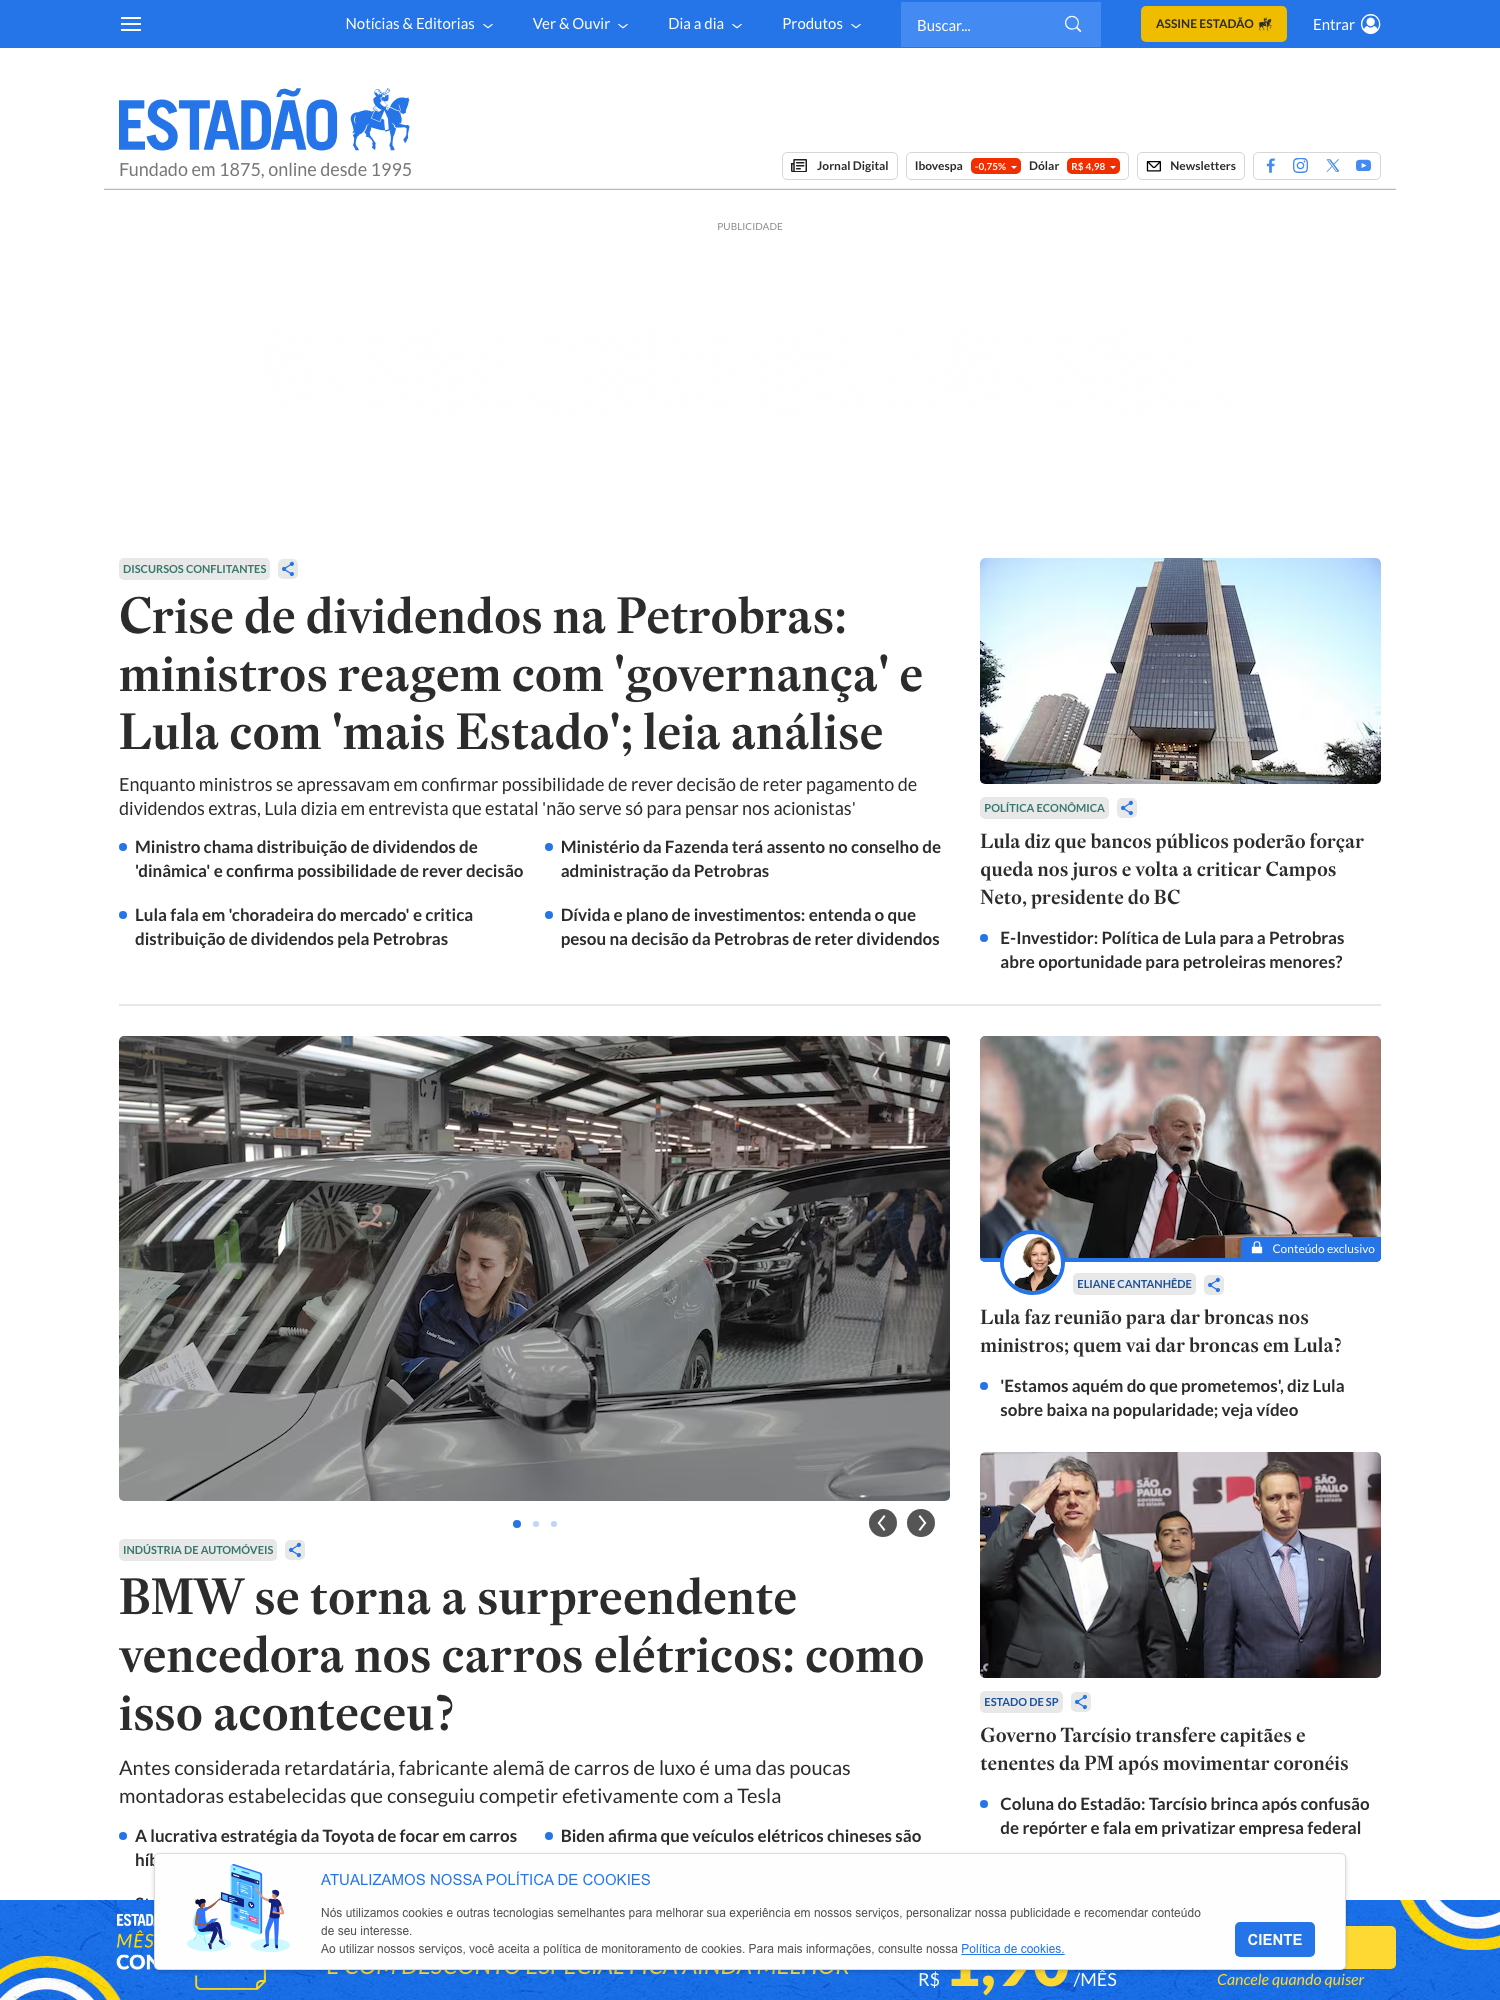 Notícias & Editorias
Ver & Ouvir
Dia a dia
Produtos
Buscar...
ASSINE ESTADÃO
Entrar
ESTADÃO
Fundado em 1875, online desde 1995
Jornal Digital
Ibovespa -0,75% Dólar R$ 4,98
Newsletters
PUBLICIDADE
DISCURSOS CONFLITANTES
Crise de dividendos na Petrobras:
ministros reagem com 'governança' e
Lula com 'mais Estado'; leia análise
Enquanto ministros se apressavam em confirmar possibilidade de rever decisão de reter pagamento de
dividendos extras, Lula dizia em entrevista que estatal 'não serve só para pensar nos acionistas'
Ministro chama distribuição de dividendos de
'dinâmica' e confirma possibilidade de rever decisão
Ministério da Fazenda terá assento no conselho de
administração da Petrobras
Lula fala em 'choradeira do mercado' e critica
distribuição de dividendos pela Petrobras
Dívida e plano de investimentos: entenda o que
pesou na decisão da Petrobras de reter dividendos
POLÍTICA ECONÔMICA
Lula diz que bancos públicos poderão forçar
queda nos juros e volta a criticar Campos
Neto, presidente do BC
E-Investidor: Política de Lula para a Petrobras
abre oportunidade para petroleiras menores?
C 7
2.
INDÚSTRIA DE AUTOMÓVEIS
BMW se torna a surpreendente
vencedora nos carros elétricos: como
isso aconteceu?
Antes considerada retardatária, fabricante alemã de carros de luxo é uma das poucas
montadoras estabelecidas que conseguiu competir efetivamente com a Tesla
A lucrativa estratégia da Toyota de focar em carros
Biden afirma que veículos elétricos chineses são
Conteúdo exclusivo
ELIANE CANTANHÊDE
Lula faz reunião para dar broncas nos
ministros; quem vai dar broncas em Lula?
'Estamos aquém do que prometemos', diz Lula
sobre baixa na popularidade; veja vídeo
SP SÃO PAULO
GOVERNO DO ESTADO
ESTADO DE SP
Governo Tarcísio transfere capitães e
tenentes da PM após movimentar coronéis
Coluna do Estadão: Tarcísio brinca após confusão
de repórter e fala em privatizar empresa federal
ATUALIZAMOS NOSSA POLÍTICA DE COOKIES
Nós utilizamos cookies e outras tecnologias semelhantes para melhorar sua experiência em nossos serviços, personalizar nossa publicidade e recomendar conteúdo
de seu interesse.
Ao utilizar nossos serviços, você aceita a política de monitoramento de cookies. Para mais informações, consulte nossa Política de cookies.
CIENTE
MÊS
R$ 1,90 /MÊS
Cancele quando quiser